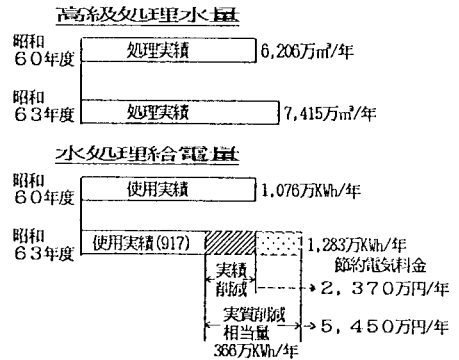 高級処理水量
昭和
60年度
処理実績
6,206万㎥/年
昭和
63年度
処理実績
7,415万㎥/年
水処理給電量
昭和
60年度
使用実績
1,076万KWh/年
昭和
63年度
使用実績(917)
1,283万KWh/年
節約電気料金
実績
削減
2,370万円/年
実質削減
相当量
5,450万円/年
366万KWh/年